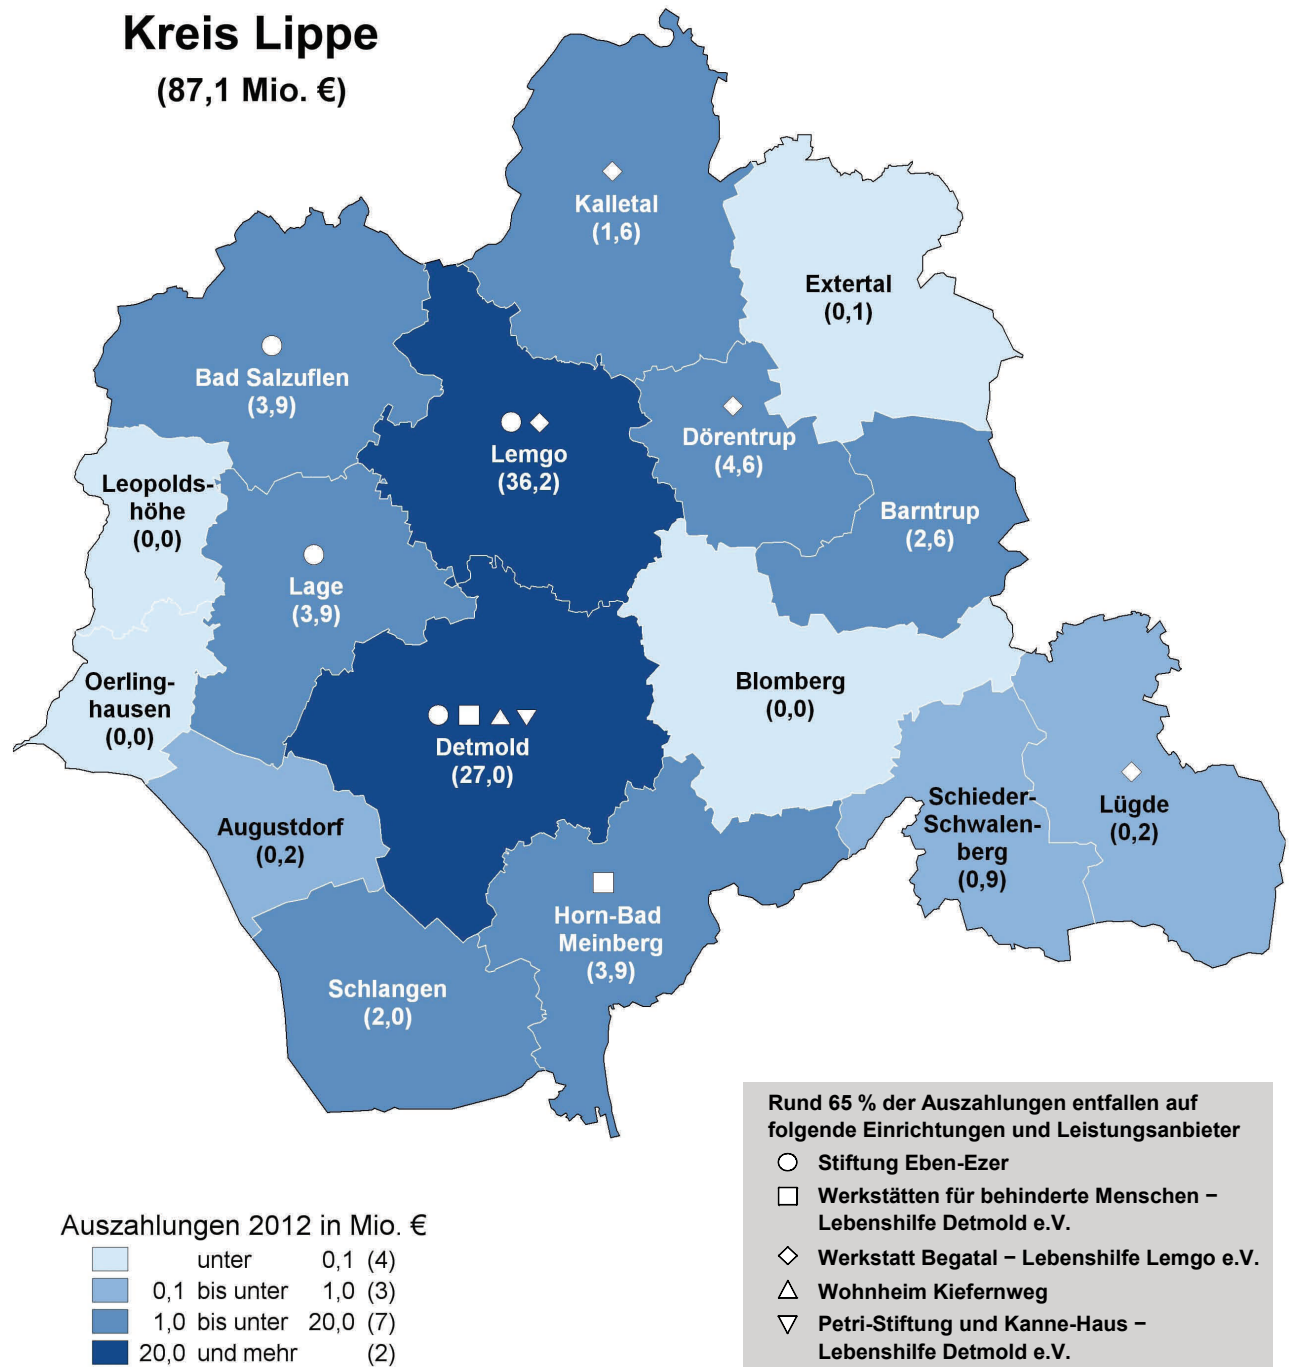 Kreis Lippe
(87,1 Mio. €)
Kalletal
(1,6)
Extertal
(0,1)
Bad Salzuflen
(3,9)
Lemgo
(36,2)
Dörentrup
(4,6)
Leopolds-
höhe
(0,0)
Barntrup
(2,6)
Lage
(3,9)
Oerling-
hausen
(0,0)
Blomberg
(0,0)
Detmold
(27,0)
Augustdorf
(0,2)
Schieder-
Schwalen-
berg
(0,9)
Lügde
(0,2)
Horn-Bad
Meinberg
(3,9)
Schlangen
(2,0)
Rund 65 % der Auszahlungen entfallen auf
folgende Einrichtungen und Leistungsanbieter
Stiftung Eben-Ezer
Werkstätten für behinderte Menschen –
Lebenshilfe Detmold e.V.
Werkstatt Begatal – Lebenshilfe Lemgo e.V.
Wohnheim Kiefernweg
Petri-Stiftung und Kanne-Haus –
Lebenshilfe Detmold e.V.
Auszahlungen 2012 in Mio. €
unter 0,1 (4)
0,1 bis unter 1,0 (3)
1,0 bis unter 20,0 (7)
20,0 und mehr (2)